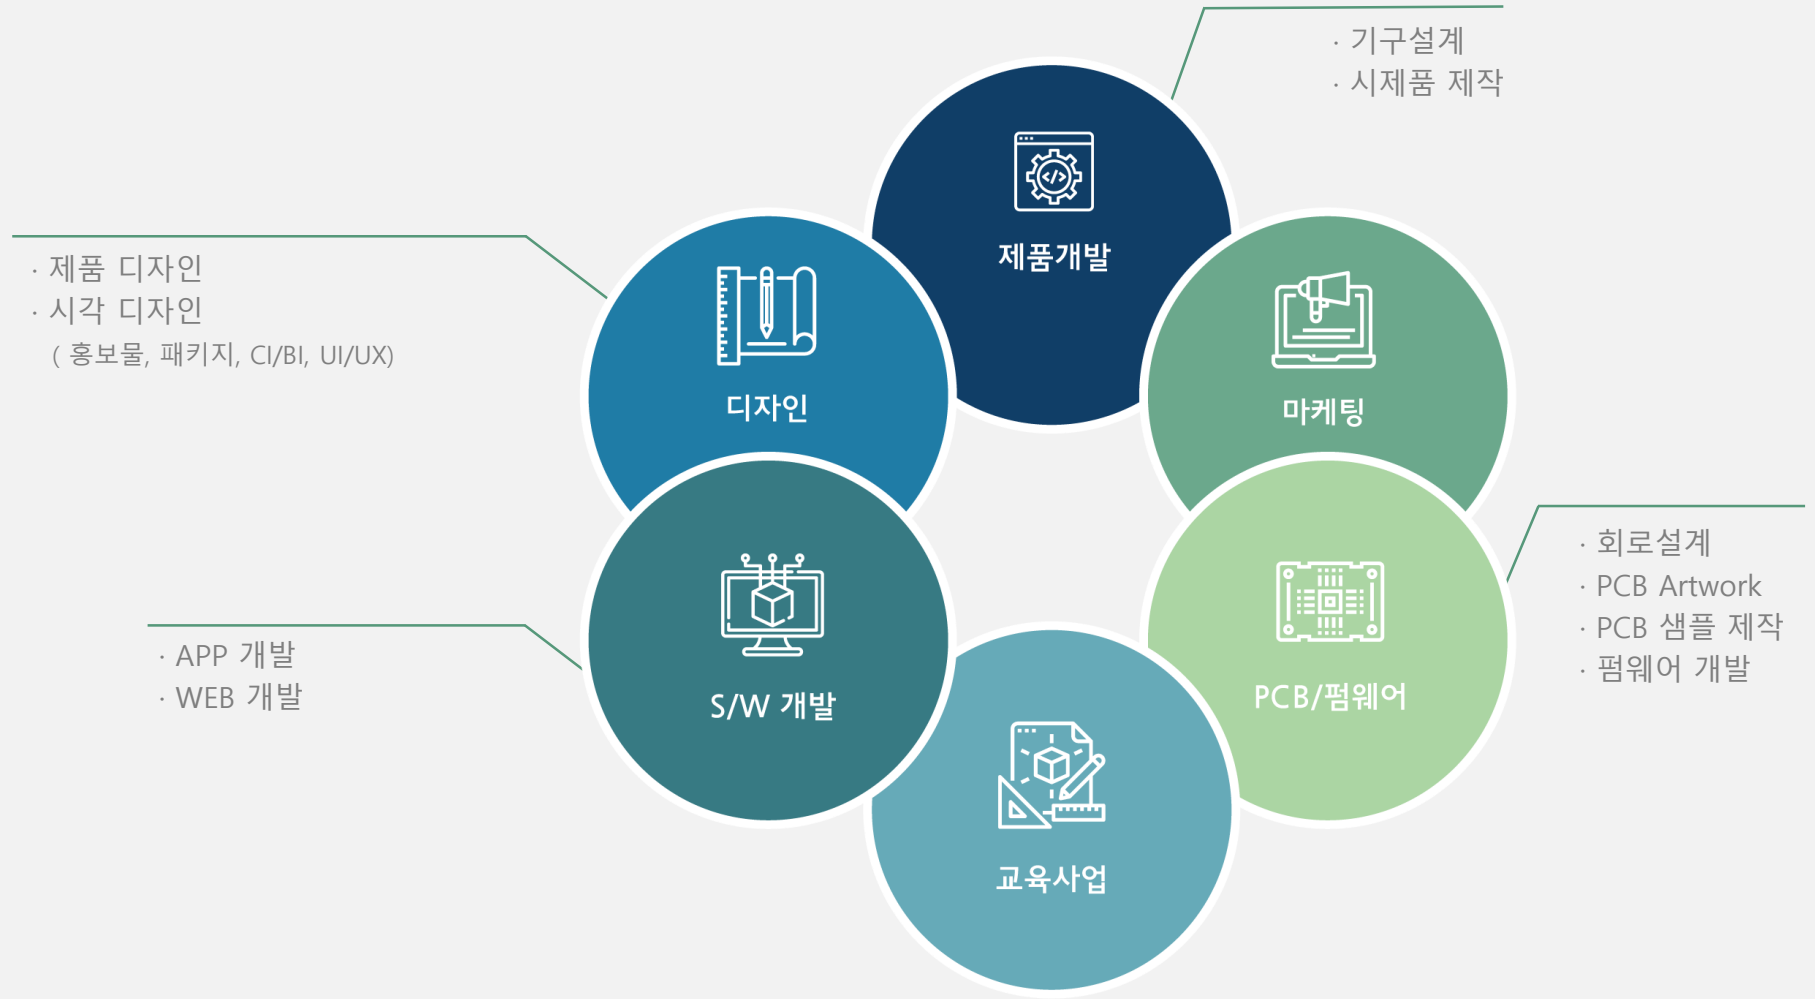 · 기구설계
· 시제품 제작
제품개발
· 제품 디자인
· 시각 디자인
( 홍보물, 패키지, CI/BI, UI/UX)
디자인
마케팅
· 회로설계
· PCB Artwork
· PCB 샘플 제작
· 펌웨어 개발
PCB/펌웨어
· APP 개발
· WEB 개발
S/W 개발
교육사업